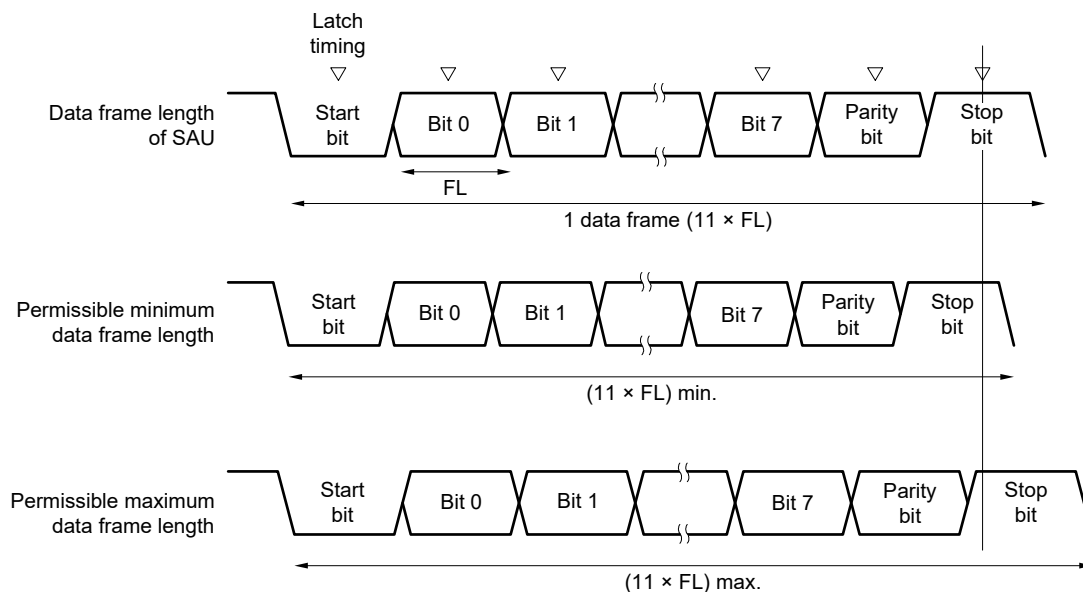 Latch
timing
Data frame length
of SAU
Start
bit
Bit 0
Bit 1
Bit 7
Parity
bit
Stop
bit
FL
1 data frame (11 × FL)
Permissible minimum
data frame length
Start
bit
Bit 0
Bit 1
Bit 7
Parity
bit
Stop
bit
(11 × FL) min.
Permissible maximum
data frame length
Start
bit
Bit 0
Bit 1
Bit 7
Parity
bit
Stop
bit
(11 × FL) max.